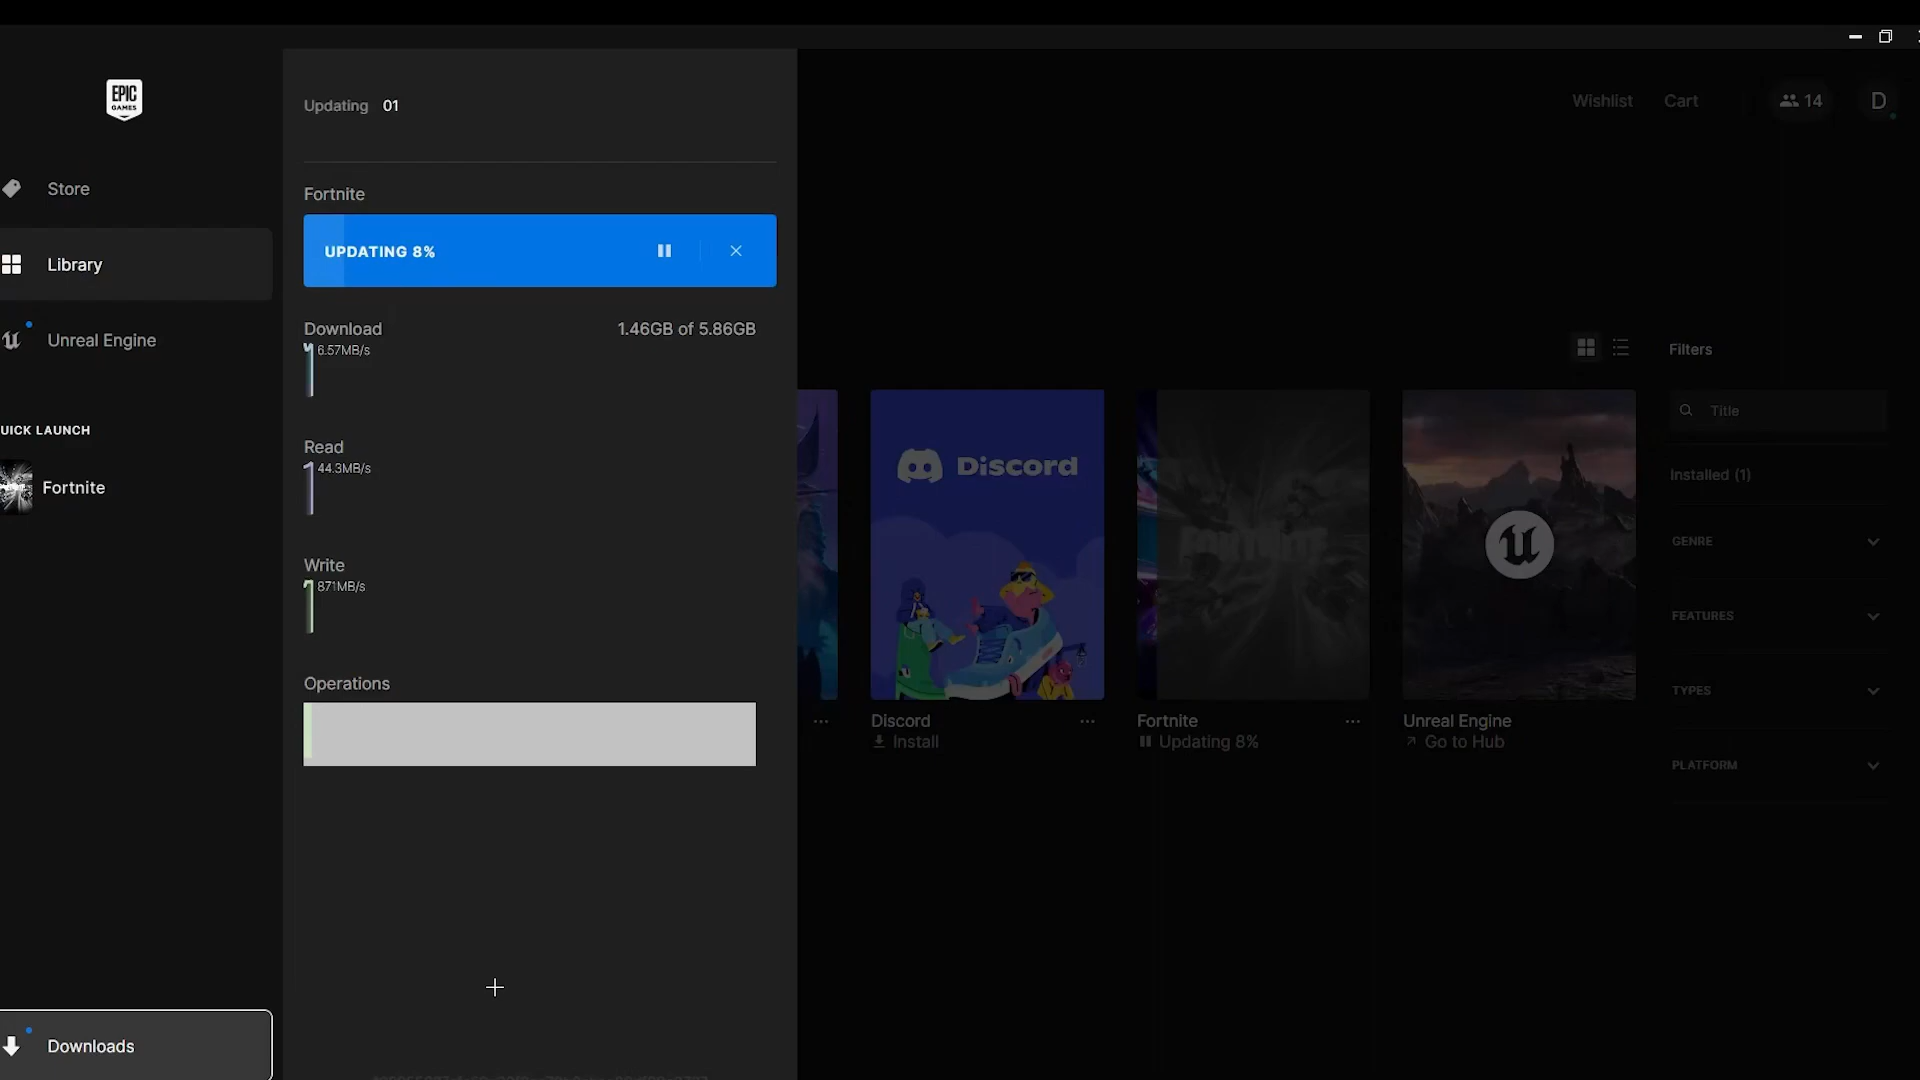 EPIC
GAMES
Store
Library
Unreal Engine
UICK LAUNCH
Fortnite
Downloads
Updating 01
Fortnite
UPDATING 8%
Download 1.46GB of 5.86GB
6.57MB/s
Read
44.3MB/s
Write
871MB/s
Operations
Wishlist Cart 14 D
Discord
Discord
Install
FORTNITE
Fortnite
Updating 8%
Unreal Engine
Go to Hub
Filters
Title
Installed (1)
GENRE
FEATURES
TYPES
PLATFORM